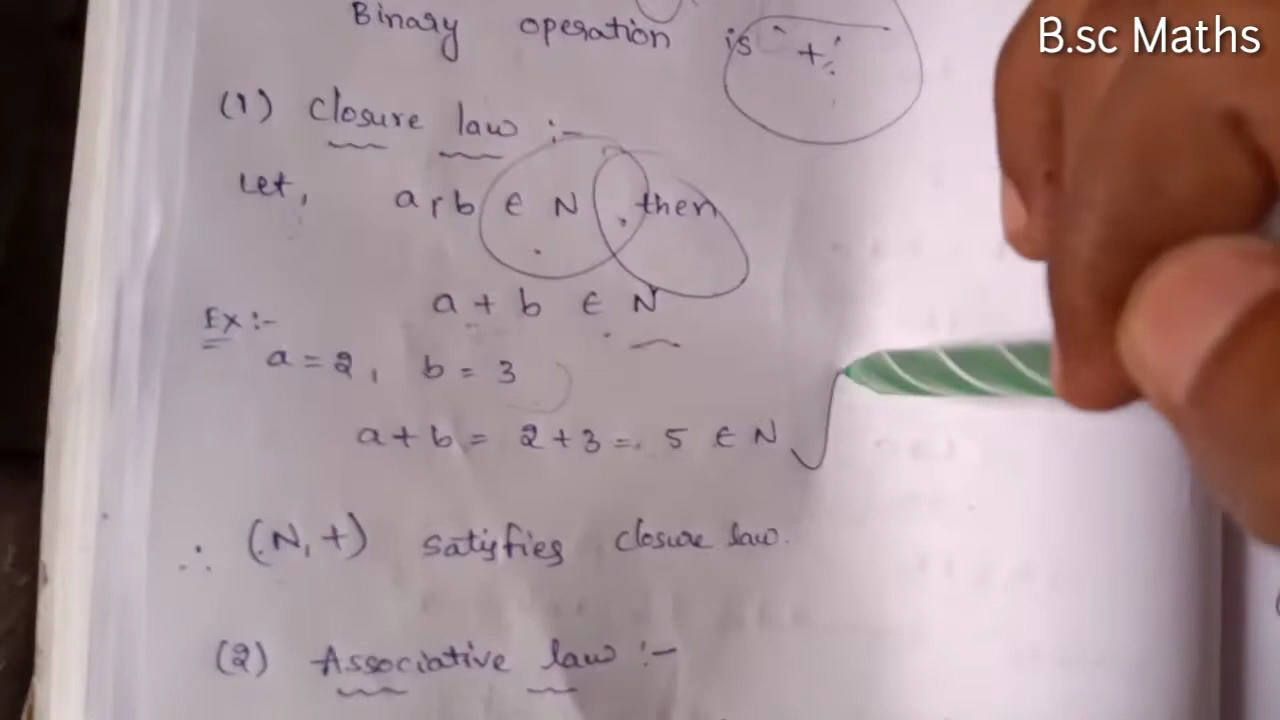 B.sc Maths
Binary operation is "+".
(1) Closure law :-
Let, a, b ∈ N, then
a + b ∈ N
Ex :-
a = 2, b = 3
a + b = 2 + 3 = 5 ∈ N
∴ (N, +) satisfies closure law.
(2) Associative law :-